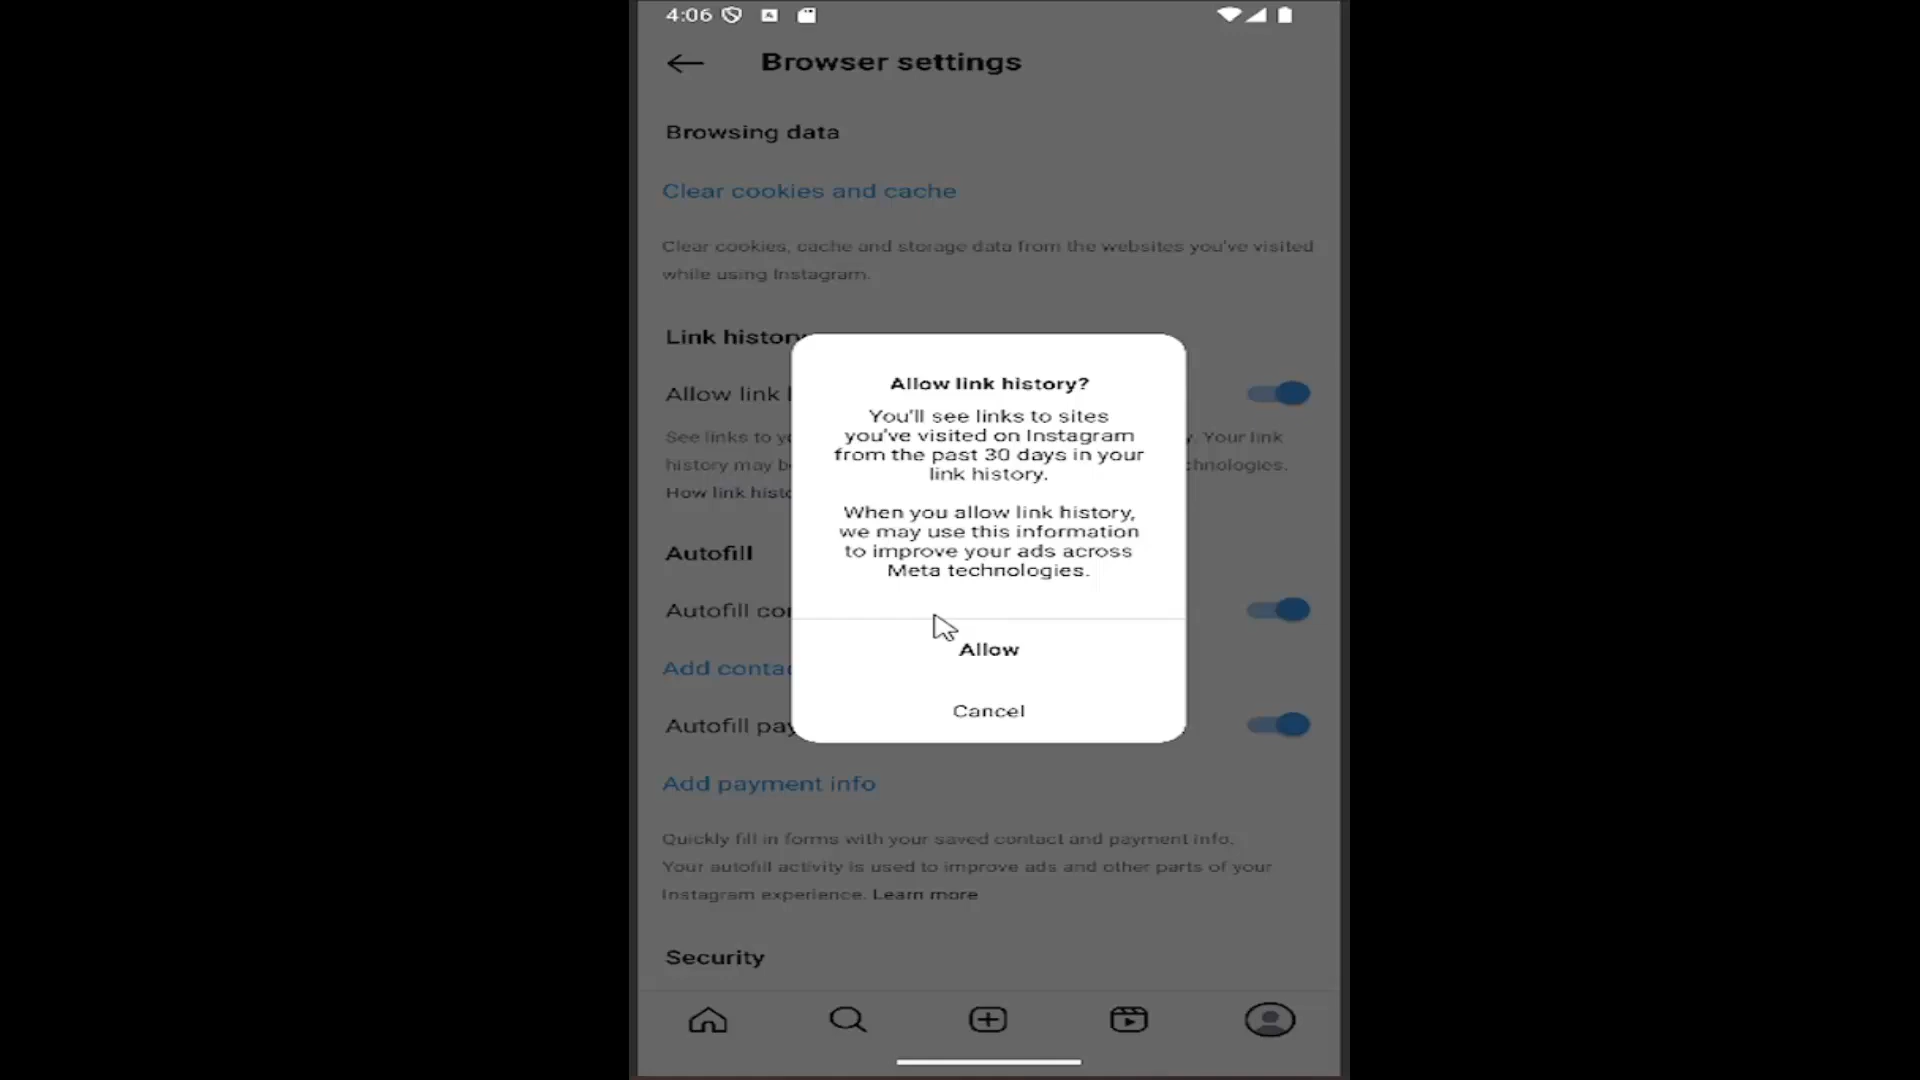 4:06
Browser settings
Browsing data
Clear cookies and cache
Clear cookies, cache and storage data from the websites you've visited
while using Instagram.
Link history
Allow link
See links to
. Your link
history may
chnologies.
How link
Allow link history?
You'll see links to sites
you've visited on Instagram
from the past 30 days in your
link history.
When you allow link history,
we may use this information
to improve your ads across
Meta technologies.
Allow
Cancel
Autofill
Autofill con
Add contac
Autofill pay
Add payment info
Quickly fill in forms with your saved contact and payment info.
Your autofill activity is used to improve ads and other parts of your
Instagram experience. Learn more
Security